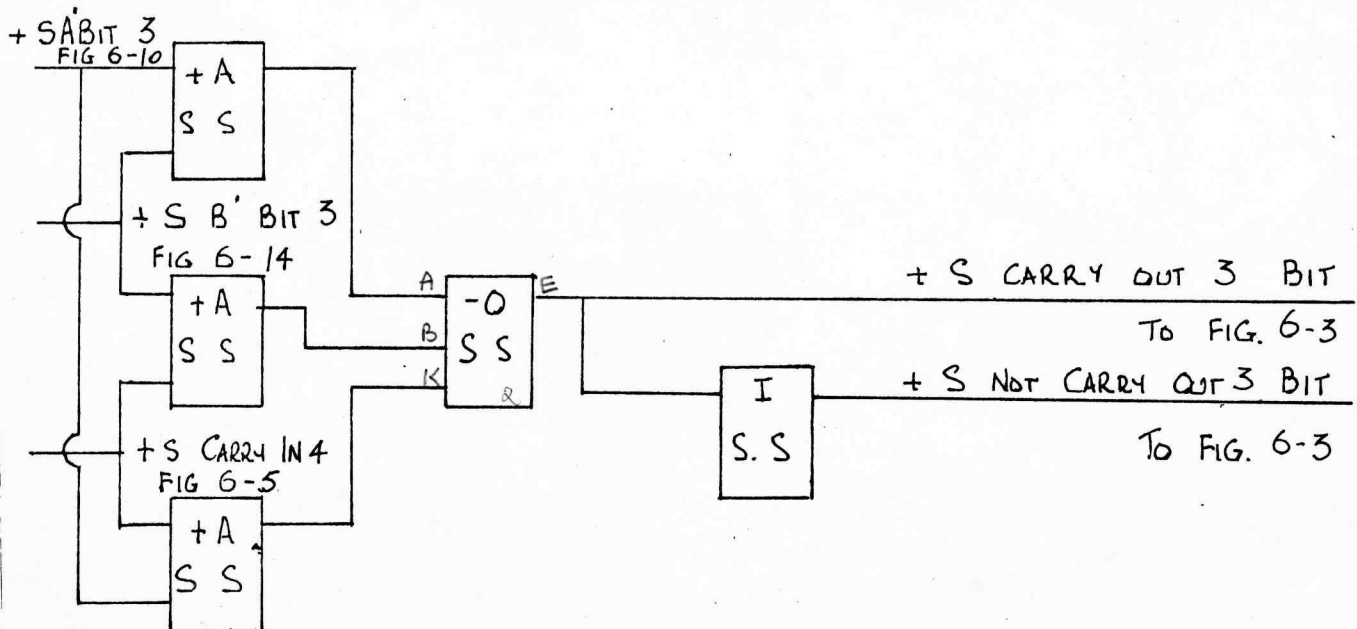 + SA' BIT 3
FIG 6-10
+ A
S S
+ S B' BIT 3
FIG 6-14
+ A
S S
+ S CARRY IN 4
FIG 6-5
+ A
S S
A
B
K
E
-O
S S
2
I
S. S
+ S CARRY OUT 3 BIT
TO FIG. 6-3
+ S NOT CARRY OUT 3 BIT
TO FIG. 6-3